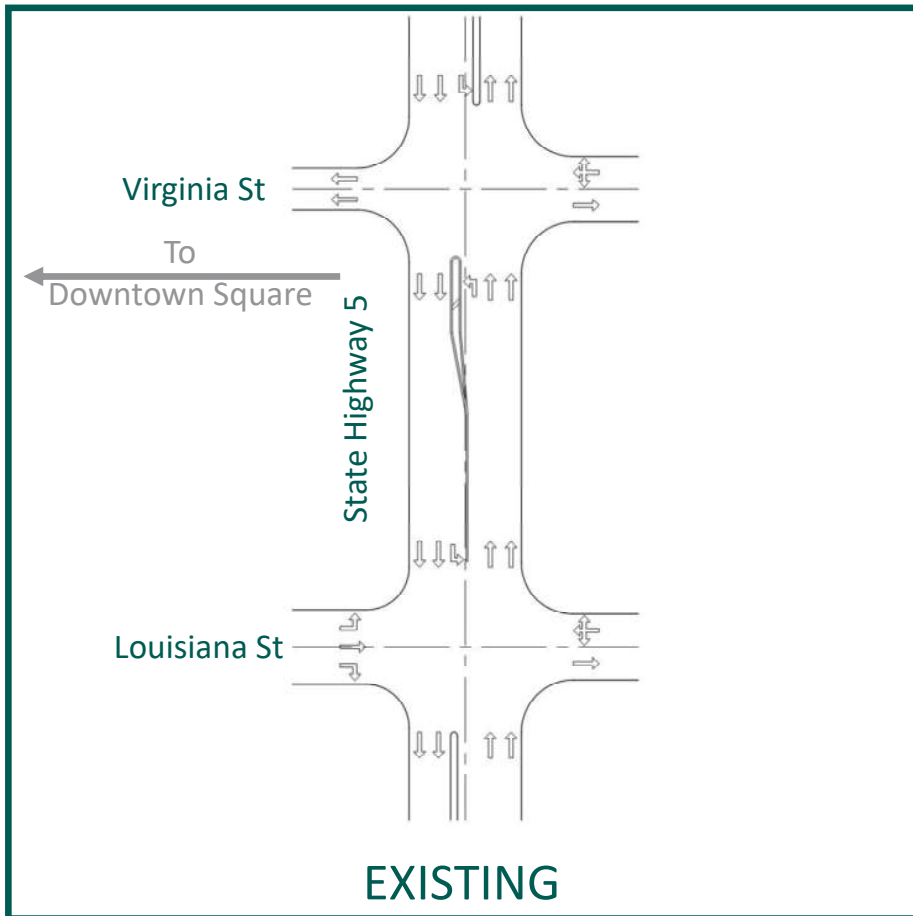 Virginia St
To
Downtown Square
State Highway 5
Louisiana St
EXISTING